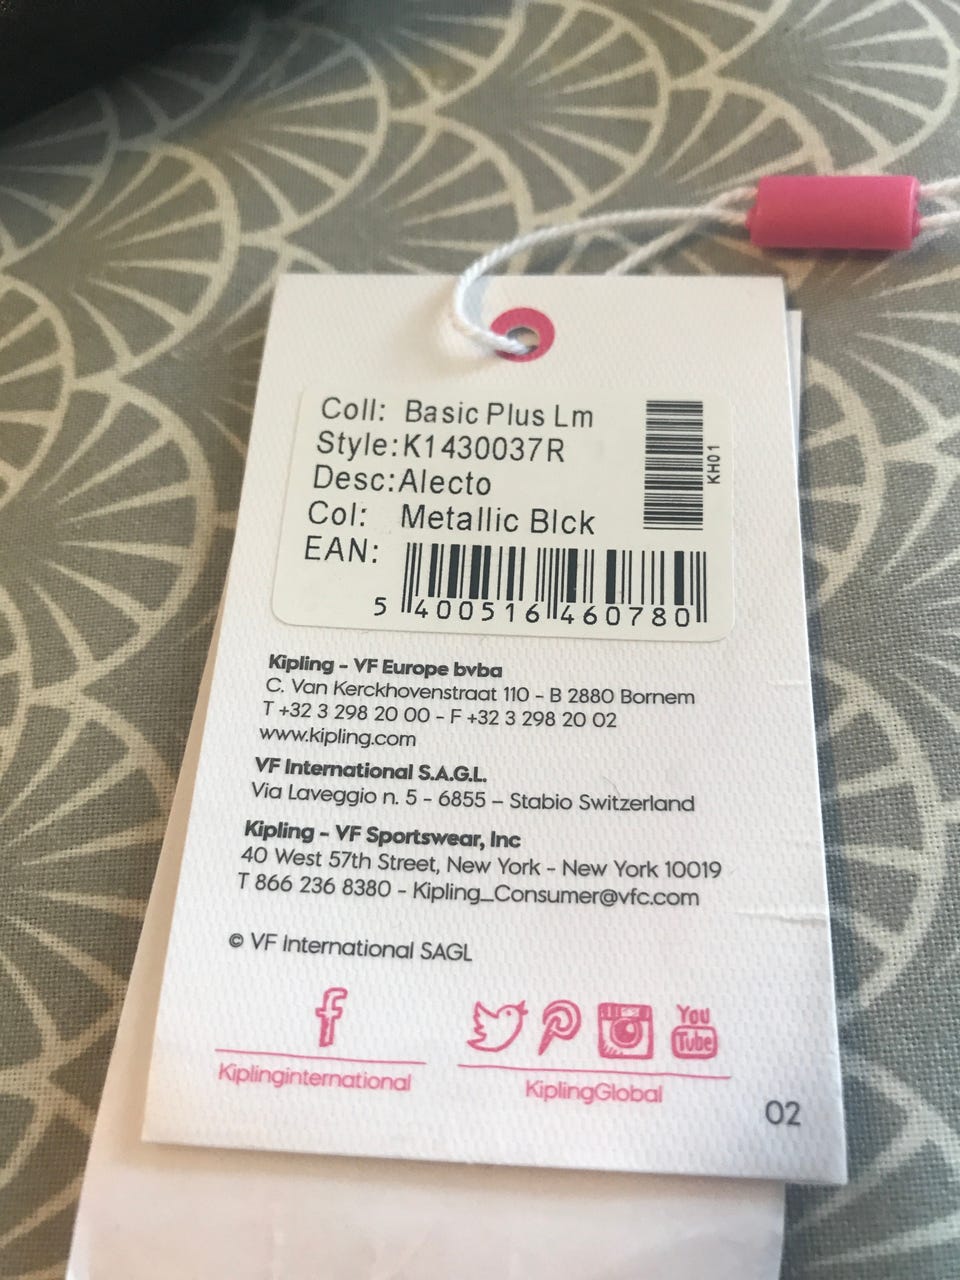 Coll: Basic Plus Lm
Style:K1430037R
Desc:Alecto
Col: Metallic Blck
EAN:
5 400516 460780
KH01
Kipling - VF Europe bvba
C. Van Kerckhovenstraat 110 - B 2880 Bornem
T +32 3 298 20 00 - F +32 3 298 20 02
www.kipling.com
VF International S.A.G.L.
Via Laveggio n. 5 - 6855 – Stabio Switzerland
Kipling - VF Sportswear, Inc
40 West 57th Street, New York - New York 10019
T 866 236 8380 - Kipling_Consumer@vfc.com
© VF International SAGL
f
You
Tube
Kiplinginternational
KiplingGlobal
02